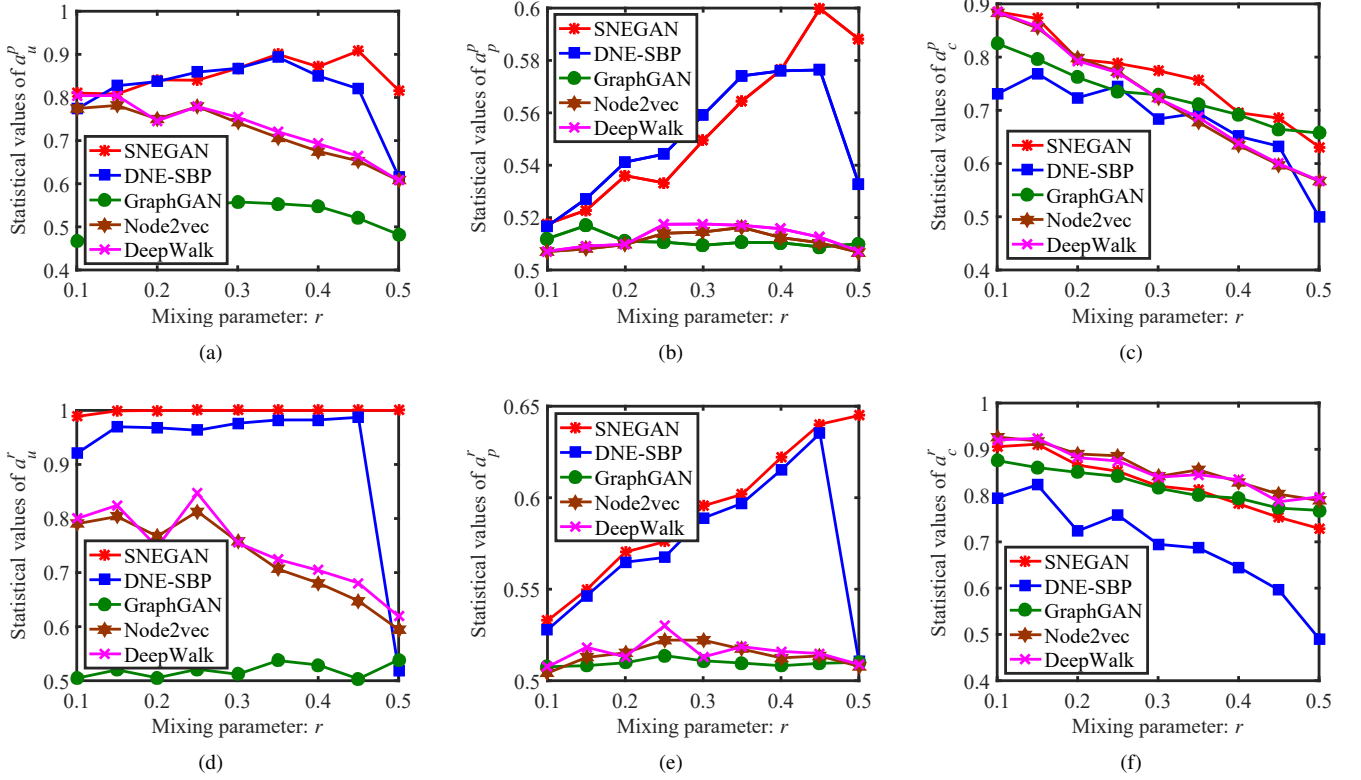 Statistical values of d_u^p
1
0.9
0.8
0.7
0.6
0.5
0.4
SNEGAN
DNE-SBP
GraphGAN
Node2vec
DeepWalk
0.1 0.2 0.3 0.4 0.5
Mixing parameter: r
(a)
Statistical values of d_p^p
0.6
0.58
0.56
0.54
0.52
0.5
SNEGAN
DNE-SBP
GraphGAN
Node2vec
DeepWalk
0.1 0.2 0.3 0.4 0.5
Mixing parameter: r
(b)
Statistical values of d_c^p
0.9
0.8
0.7
0.6
0.5
0.4
0.3
SNEGAN
DNE-SBP
GraphGAN
Node2vec
DeepWalk
0.1 0.2 0.3 0.4 0.5
Mixing parameter: r
(c)
Statistical values of d_u^r
1
0.9
0.8
0.7
0.6
0.5
SNEGAN
DNE-SBP
GraphGAN
Node2vec
DeepWalk
0.1 0.2 0.3 0.4 0.5
Mixing parameter: r
(d)
Statistical values of d_p^r
0.65
0.6
0.55
0.5
SNEGAN
DNE-SBP
GraphGAN
Node2vec
DeepWalk
0.1 0.2 0.3 0.4 0.5
Mixing parameter: r
(e)
Statistical values of d_c^r
1
0.9
0.8
0.7
0.6
0.5
0.4
SNEGAN
DNE-SBP
GraphGAN
Node2vec
DeepWalk
0.1 0.2 0.3 0.4 0.5
Mixing parameter: r
(f)